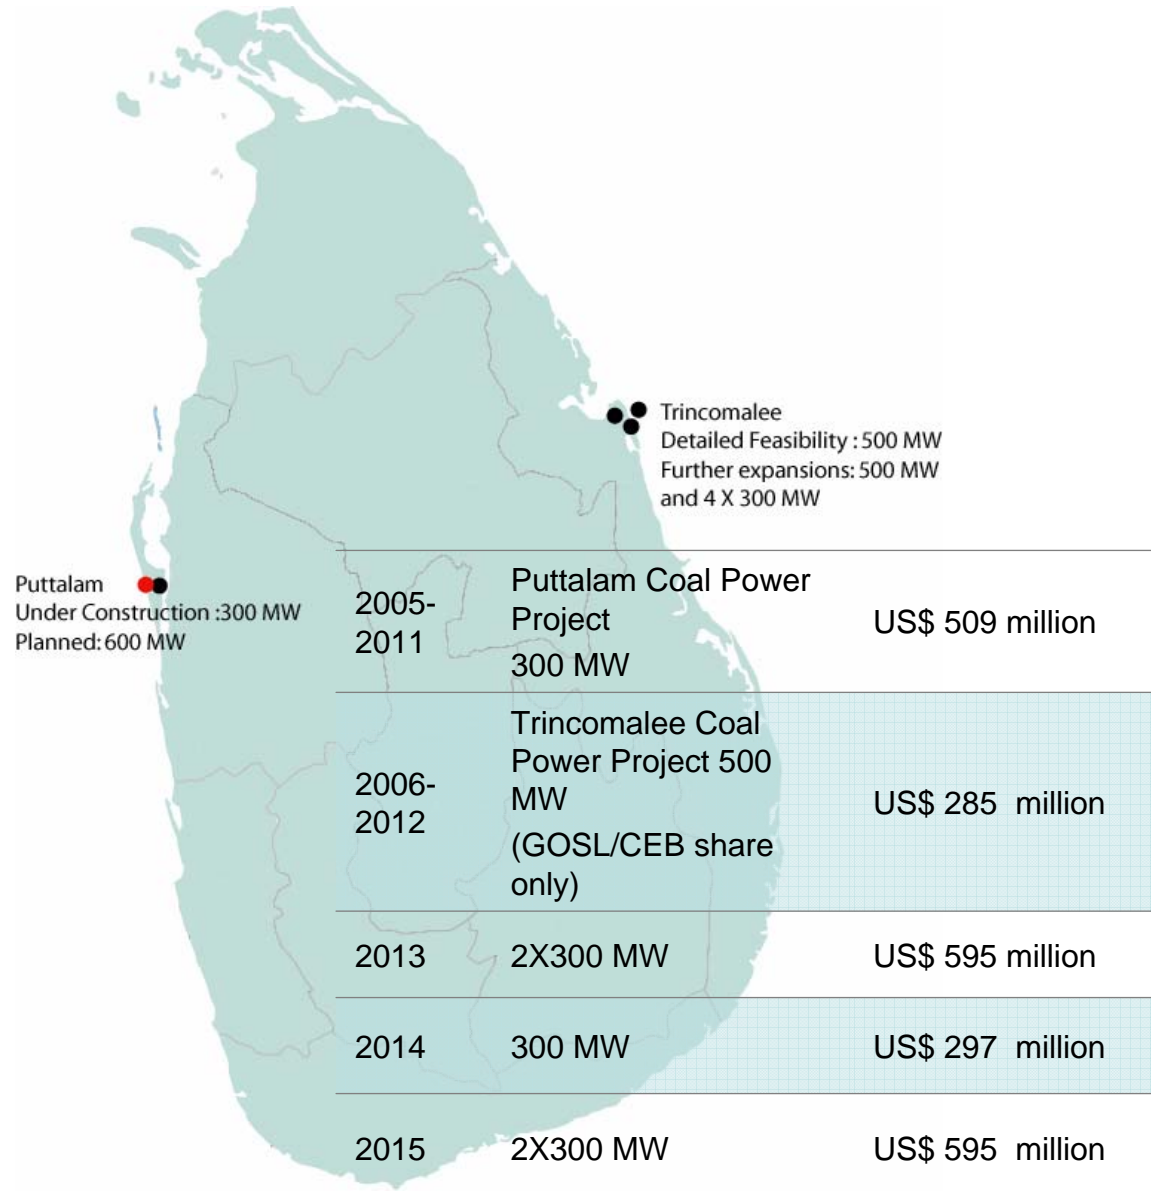 Trincomalee
Detailed Feasibility : 500 MW
Further expansions: 500 MW
and 4 X 300 MW
Puttalam
Under Construction :300 MW
Planned: 600 MW
2005-
2011
Puttalam Coal Power
Project
300 MW
US$ 509 million
2006-
2012
Trincomalee Coal
Power Project 500
MW
(GOSL/CEB share
only)
US$ 285 million
2013
2X300 MW
US$ 595 million
2014
300 MW
US$ 297 million
2015
2X300 MW
US$ 595 million